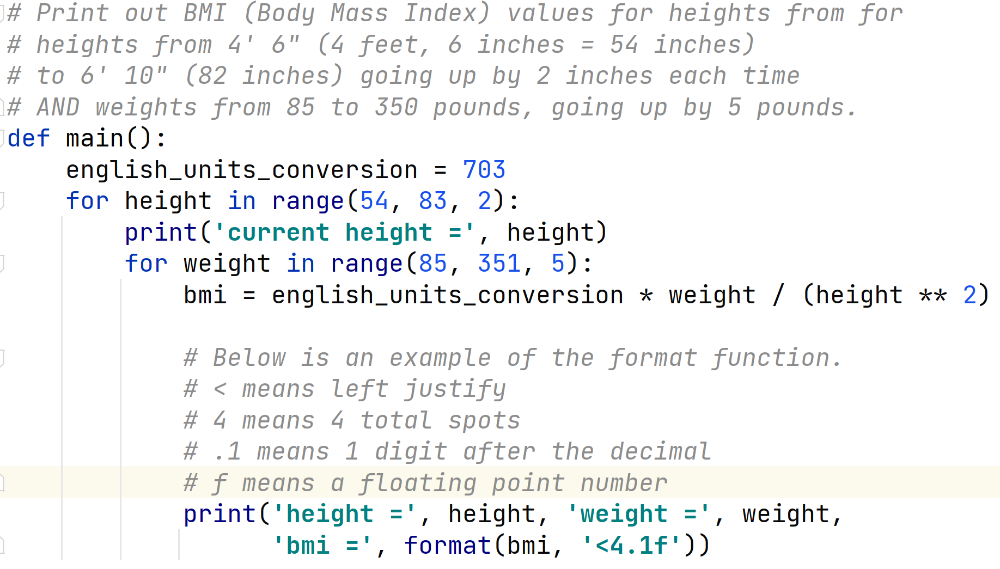 # Print out BMI (Body Mass Index) values for heights from for
# heights from 4' 6" (4 feet, 6 inches = 54 inches)
# to 6' 10" (82 inches) going up by 2 inches each time
# AND weights from 85 to 350 pounds, going up by 5 pounds.
def main():
    english_units_conversion = 703
    for height in range(54, 83, 2):
        print('current height =', height)
        for weight in range(85, 351, 5):
            bmi = english_units_conversion * weight / (height ** 2)

            # Below is an example of the format function.
            # < means left justify
            # 4 means 4 total spots
            # .1 means 1 digit after the decimal
            # f means a floating point number
            print('height =', height, 'weight =', weight,
                  'bmi =', format(bmi, '<4.1f'))